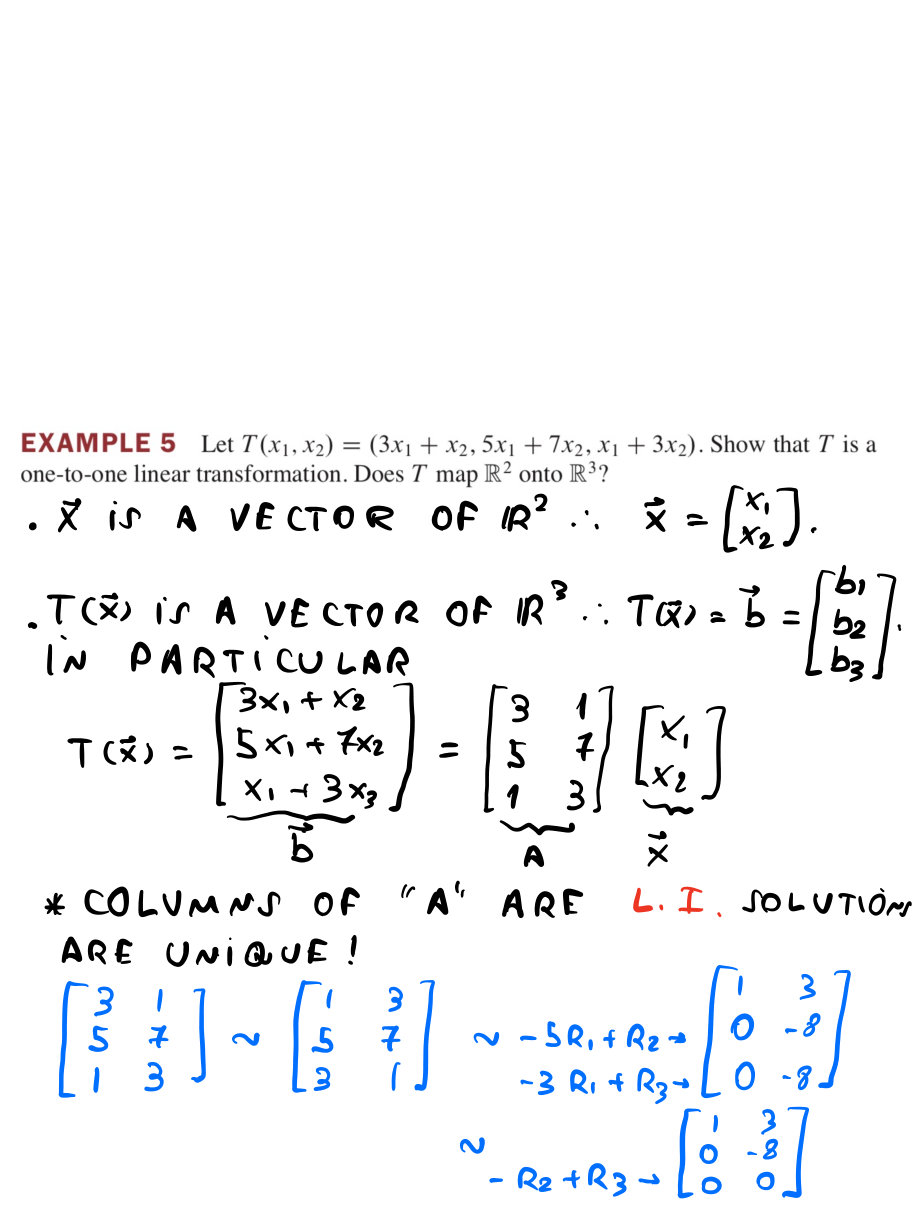 EXAMPLE 5 Let T(x₁, x₂) = (3x₁ + x₂, 5x₁ + 7x₂, x₁ + 3x₂). Show that T is a
one-to-one linear transformation. Does T map ℝ² onto ℝ³?
. x⃗ is A VECTOR OF ℝ² ∴ x⃗ = [x₁; x₂].
. T(x⃗) is A VECTOR OF ℝ³ ∴ T(x⃗) = b⃗ = [b1; b2; b3].
IN PARTICULAR
T(x⃗) = [3x₁ + x₂; 5x₁ + 7x₂; x₁ + 3x₃] = [3 1; 5 7; 1 3] [x₁; x₂]
b⃗ A x⃗
* COLUMNS OF "A" ARE L.I. SOLUTIONS
ARE UNIQUE!
[3 1; 5 7; 1 3] ~ [1 3; 5 7; 3 1] ~ -5R₁ + R₂ → -3R₁ + R₃ → [1 3; 0 -8; 0 -8]
~ -R₂ + R₃ → [1 3; 0 -8; 0 0]